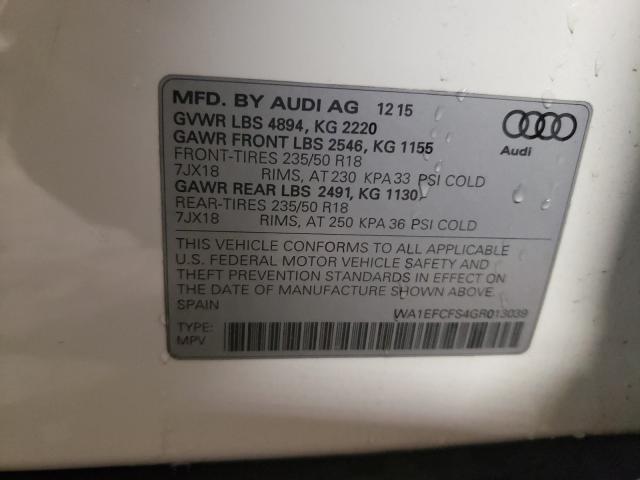 MFD. BY AUDI AG 12 15
GVWR LBS 4894, KG 2220
GAWR FRONT LBS 2546, KG 1155
FRONT-TIRES 235/50 R18
7JX18 RIMS, AT 230 KPA 33 PSI COLD
GAWR REAR LBS 2491, KG 1130
REAR-TIRES 235/50 R18
7JX18 RIMS, AT 250 KPA 36 PSI COLD
Audi
THIS VEHICLE CONFORMS TO ALL APPLICABLE
U.S. FEDERAL MOTOR VEHICLE SAFETY AND
THEFT PREVENTION STANDARDS IN EFFECT ON
THE DATE OF MANUFACTURE SHOWN ABOVE.
SPAIN
WA1EFCFS4GR013039
TYPE:
MPV